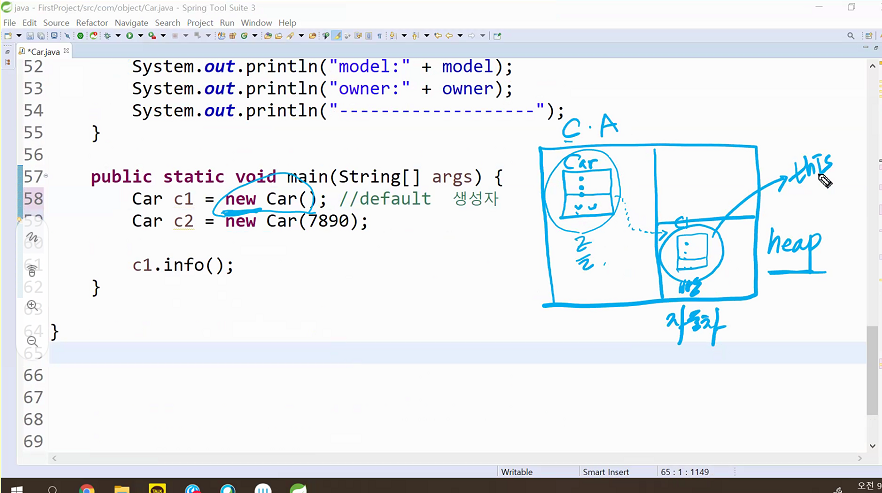 java - FirstProject/src/com/object/Car.java - Spring Tool Suite 3
File Edit Source Refactor Navigate Search Project Run Window Help
*Car.java
52 System.out.println("model:" + model);
53 System.out.println("owner:" + owner);
54 System.out.println("-------------------");
55 }
56
57 public static void main(String[] args) {
58 Car c1 = new Car(); //default 생성자
59 Car c2 = new Car(7890);
60
61 c1.info();
62 }
63
64 }
65
66
67
68
69
C.A
Car
this
C1
heap
자동차
Writable
Smart Insert
65 : 1 : 1149
오전 9